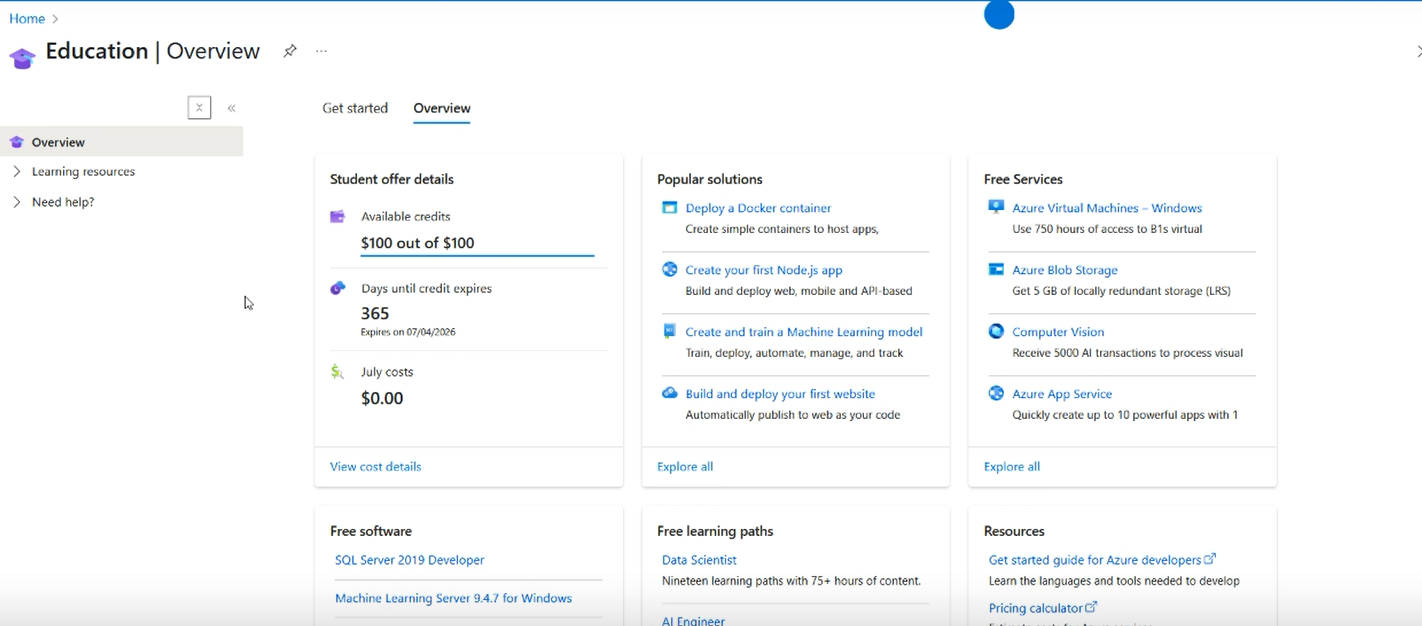 Home
Education | Overview
Get started
Overview
Overview
Learning resources
Need help?
Student offer details
Available credits
$100 out of $100
Days until credit expires
365
Expires on 07/04/2026
July costs
$0.00
View cost details
Popular solutions
Deploy a Docker container
Create simple containers to host apps,
Create your first Node.js app
Build and deploy web, mobile and API-based
Create and train a Machine Learning model
Train, deploy, automate, manage, and track
Build and deploy your first website
Automatically publish to web as your code
Explore all
Free Services
Azure Virtual Machines – Windows
Use 750 hours of access to B1s virtual
Azure Blob Storage
Get 5 GB of locally redundant storage (LRS)
Computer Vision
Receive 5000 AI transactions to process visual
Azure App Service
Quickly create up to 10 powerful apps with 1
Explore all
Free software
SQL Server 2019 Developer
Machine Learning Server 9.4.7 for Windows
Free learning paths
Data Scientist
Nineteen learning paths with 75+ hours of content.
AI Engineer
Resources
Get started guide for Azure developers
Learn the languages and tools needed to develop
Pricing calculator